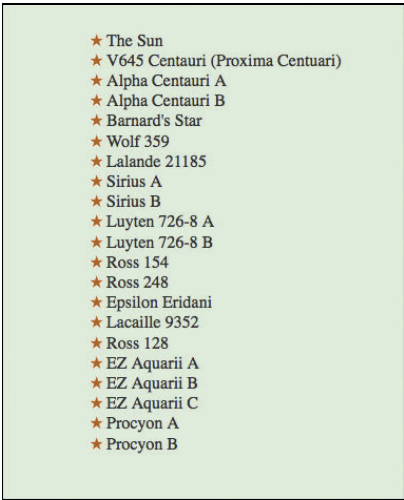 ★ The Sun
★ V645 Centauri (Proxima Centuari)
★ Alpha Centauri A
★ Alpha Centauri B
★ Barnard's Star
★ Wolf 359
★ Lalande 21185
★ Sirius A
★ Sirius B
★ Luyten 726-8 A
★ Luyten 726-8 B
★ Ross 154
★ Ross 248
★ Epsilon Eridani
★ Lacaille 9352
★ Ross 128
★ EZ Aquarii A
★ EZ Aquarii B
★ EZ Aquarii C
★ Procyon A
★ Procyon B